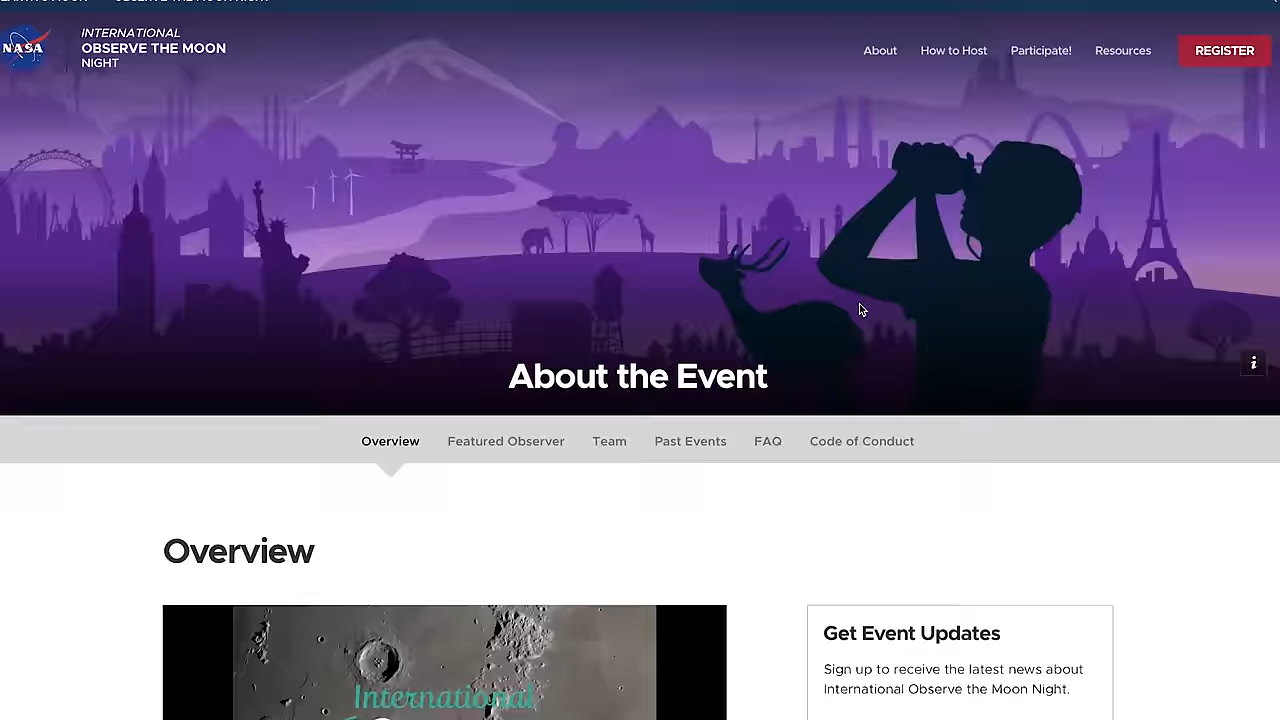 NASA
INTERNATIONAL
OBSERVE THE MOON
NIGHT
About
How to Host
Participate!
Resources
REGISTER
i
About the Event
Overview
Featured Observer
Team
Past Events
FAQ
Code of Conduct
Overview
International
Get Event Updates
Sign up to receive the latest news about
International Observe the Moon Night.